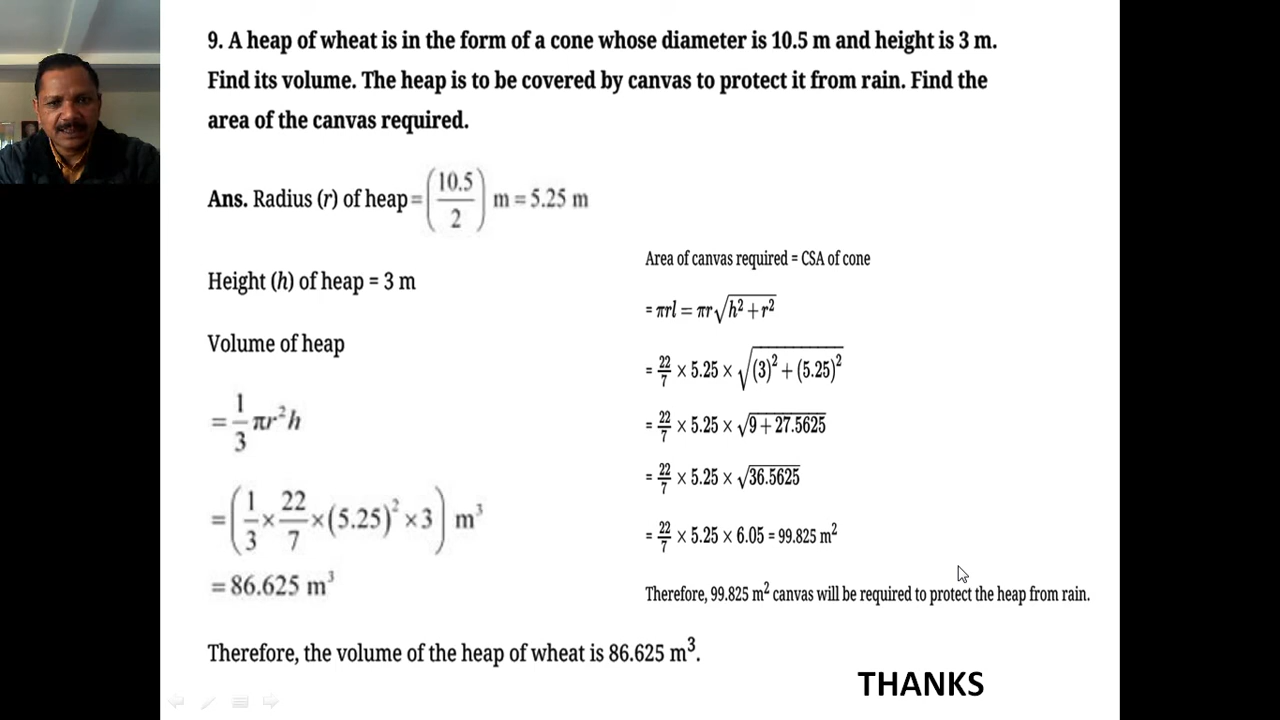 9. A heap of wheat is in the form of a cone whose diameter is 10.5 m and height is 3 m.
Find its volume. The heap is to be covered by canvas to protect it from rain. Find the
area of the canvas required.
Ans. Radius (r) of heap = (10.5/2) m = 5.25 m
Height (h) of heap = 3 m
Volume of heap
= 1/3 πr²h
= (1/3 × 22/7 × (5.25)² × 3) m³
= 86.625 m³
Therefore, the volume of the heap of wheat is 86.625 m³.
Area of canvas required = CSA of cone
= πrl = πr√(h² + r²)
= 22/7 × 5.25 × √((3)² + (5.25)²)
= 22/7 × 5.25 × √(9 + 27.5625)
= 22/7 × 5.25 × √(36.5625)
= 22/7 × 5.25 × 6.05 = 99.825 m²
Therefore, 99.825 m² canvas will be required to protect the heap from rain.
THANKS